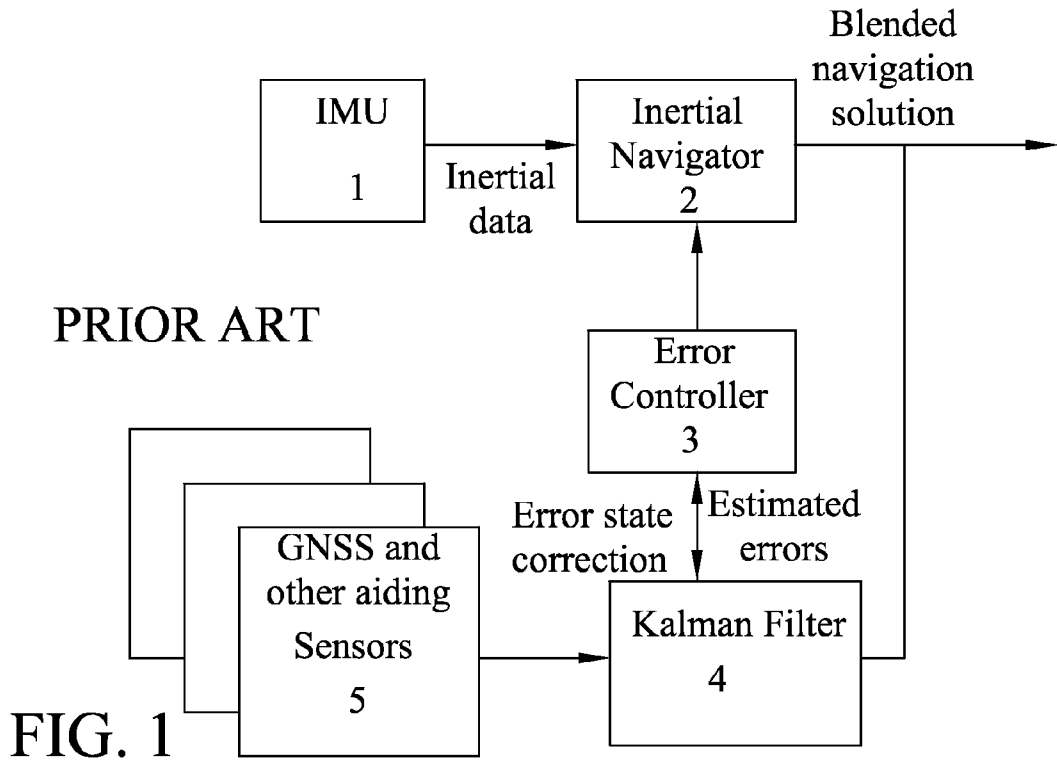 Blended
navigation
solution
IMU
1
Inertial
data
Inertial
Navigator
2
PRIOR ART
Error
Controller
3
Error state
correction
Estimated
errors
GNSS and
other aiding
Sensors
5
Kalman Filter
4
FIG. 1